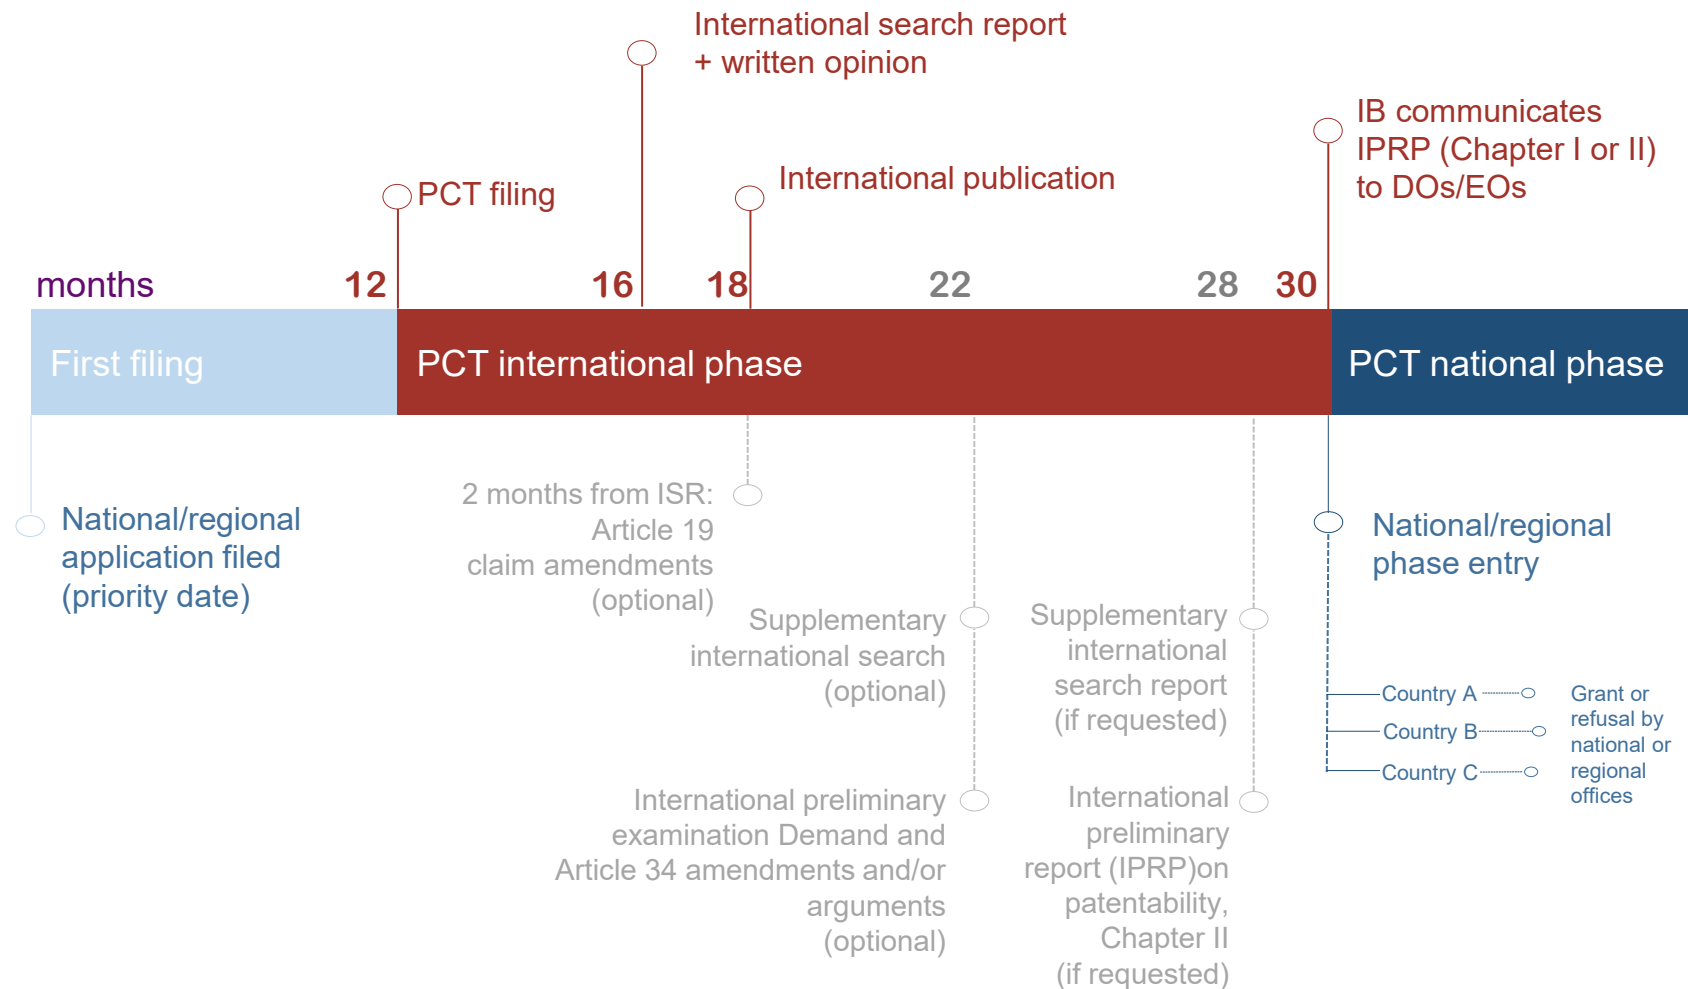 International search report
+ written opinion
IB communicates
IPRP (Chapter I or II)
to DOs/EOs
PCT filing
International publication
months
12
16
18
22
28
30
First filing
PCT international phase
PCT national phase
National/regional
application filed
(priority date)
2 months from ISR:
Article 19
claim amendments
(optional)
Supplementary
international search
(optional)
International preliminary
examination Demand and
Article 34 amendments and/or
arguments
(optional)
Supplementary
international
search report
(if requested)
International
preliminary
report (IPRP)on
patentability,
Chapter II
(if requested)
National/regional
phase entry
Country A
Country B
Country C
Grant or
refusal by
national or
regional
offices